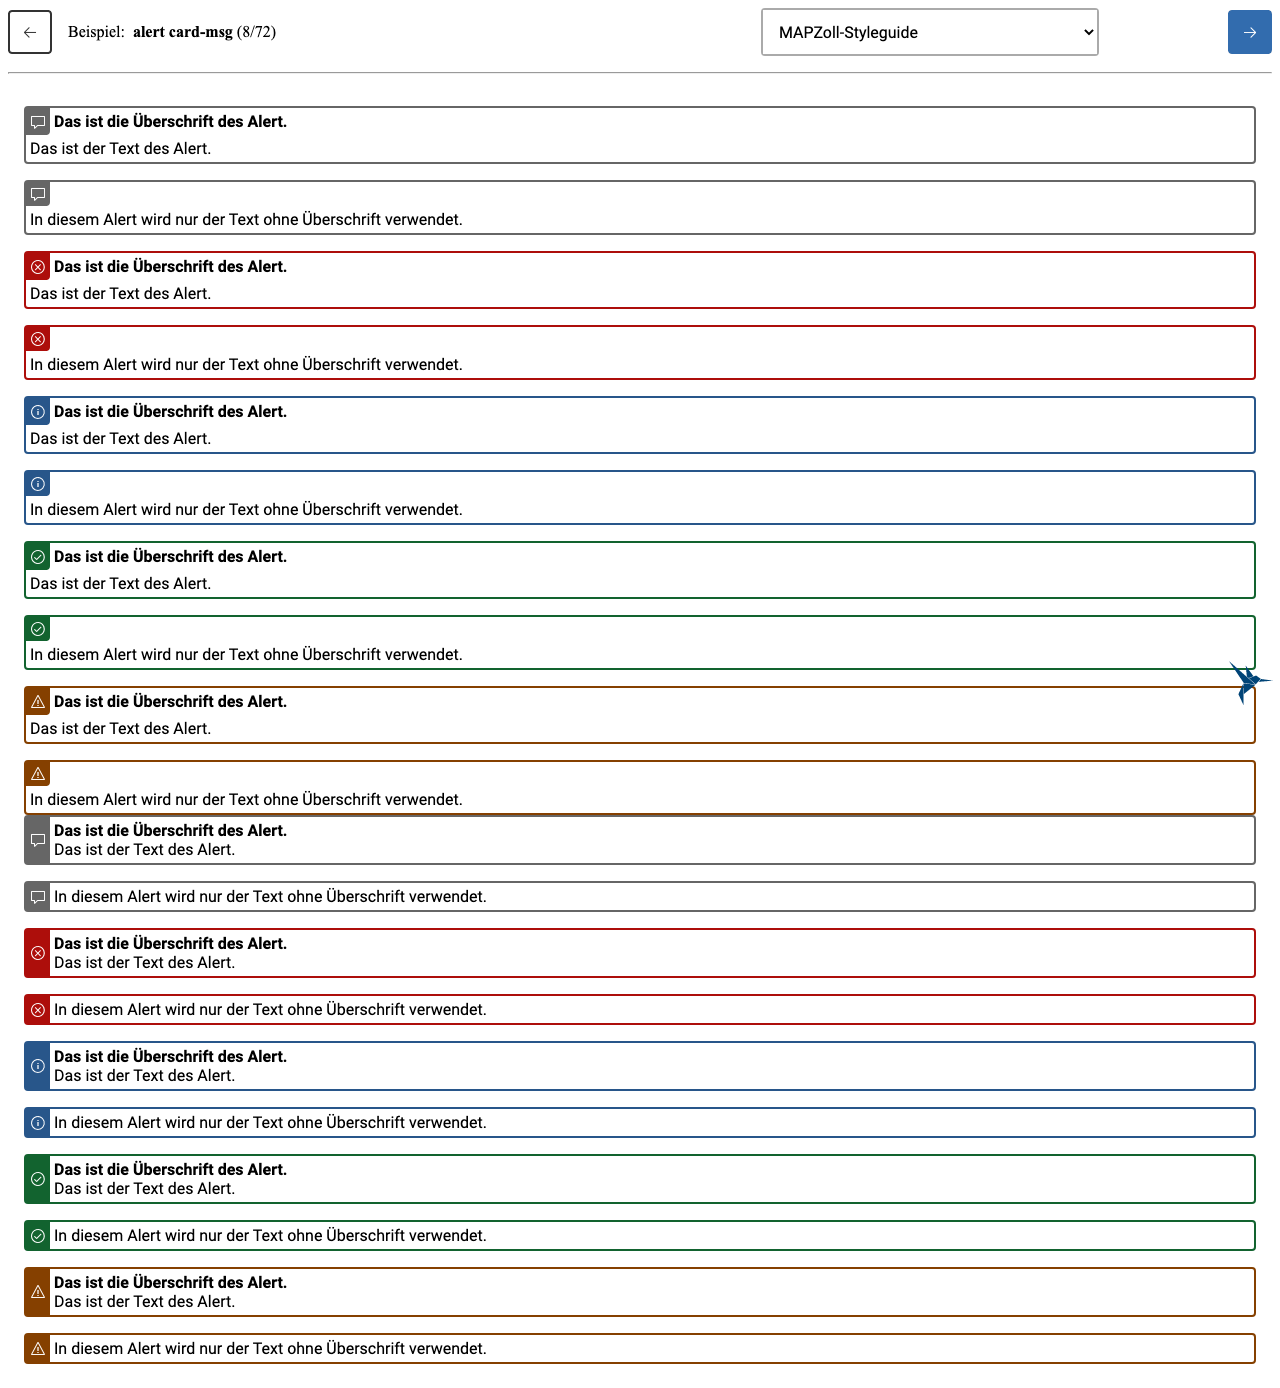 Beispiel: alert card-msg (8/72)
MAPZoll-Styleguide
Das ist die Überschrift des Alert.
Das ist der Text des Alert.
In diesem Alert wird nur der Text ohne Überschrift verwendet.
Das ist die Überschrift des Alert.
Das ist der Text des Alert.
In diesem Alert wird nur der Text ohne Überschrift verwendet.
Das ist die Überschrift des Alert.
Das ist der Text des Alert.
In diesem Alert wird nur der Text ohne Überschrift verwendet.
Das ist die Überschrift des Alert.
Das ist der Text des Alert.
In diesem Alert wird nur der Text ohne Überschrift verwendet.
Das ist die Überschrift des Alert.
Das ist der Text des Alert.
In diesem Alert wird nur der Text ohne Überschrift verwendet.
Das ist die Überschrift des Alert.
Das ist der Text des Alert.
In diesem Alert wird nur der Text ohne Überschrift verwendet.
Das ist die Überschrift des Alert.
Das ist der Text des Alert.
In diesem Alert wird nur der Text ohne Überschrift verwendet.
Das ist die Überschrift des Alert.
Das ist der Text des Alert.
In diesem Alert wird nur der Text ohne Überschrift verwendet.
Das ist die Überschrift des Alert.
Das ist der Text des Alert.
In diesem Alert wird nur der Text ohne Überschrift verwendet.
Das ist die Überschrift des Alert.
Das ist der Text des Alert.
In diesem Alert wird nur der Text ohne Überschrift verwendet.